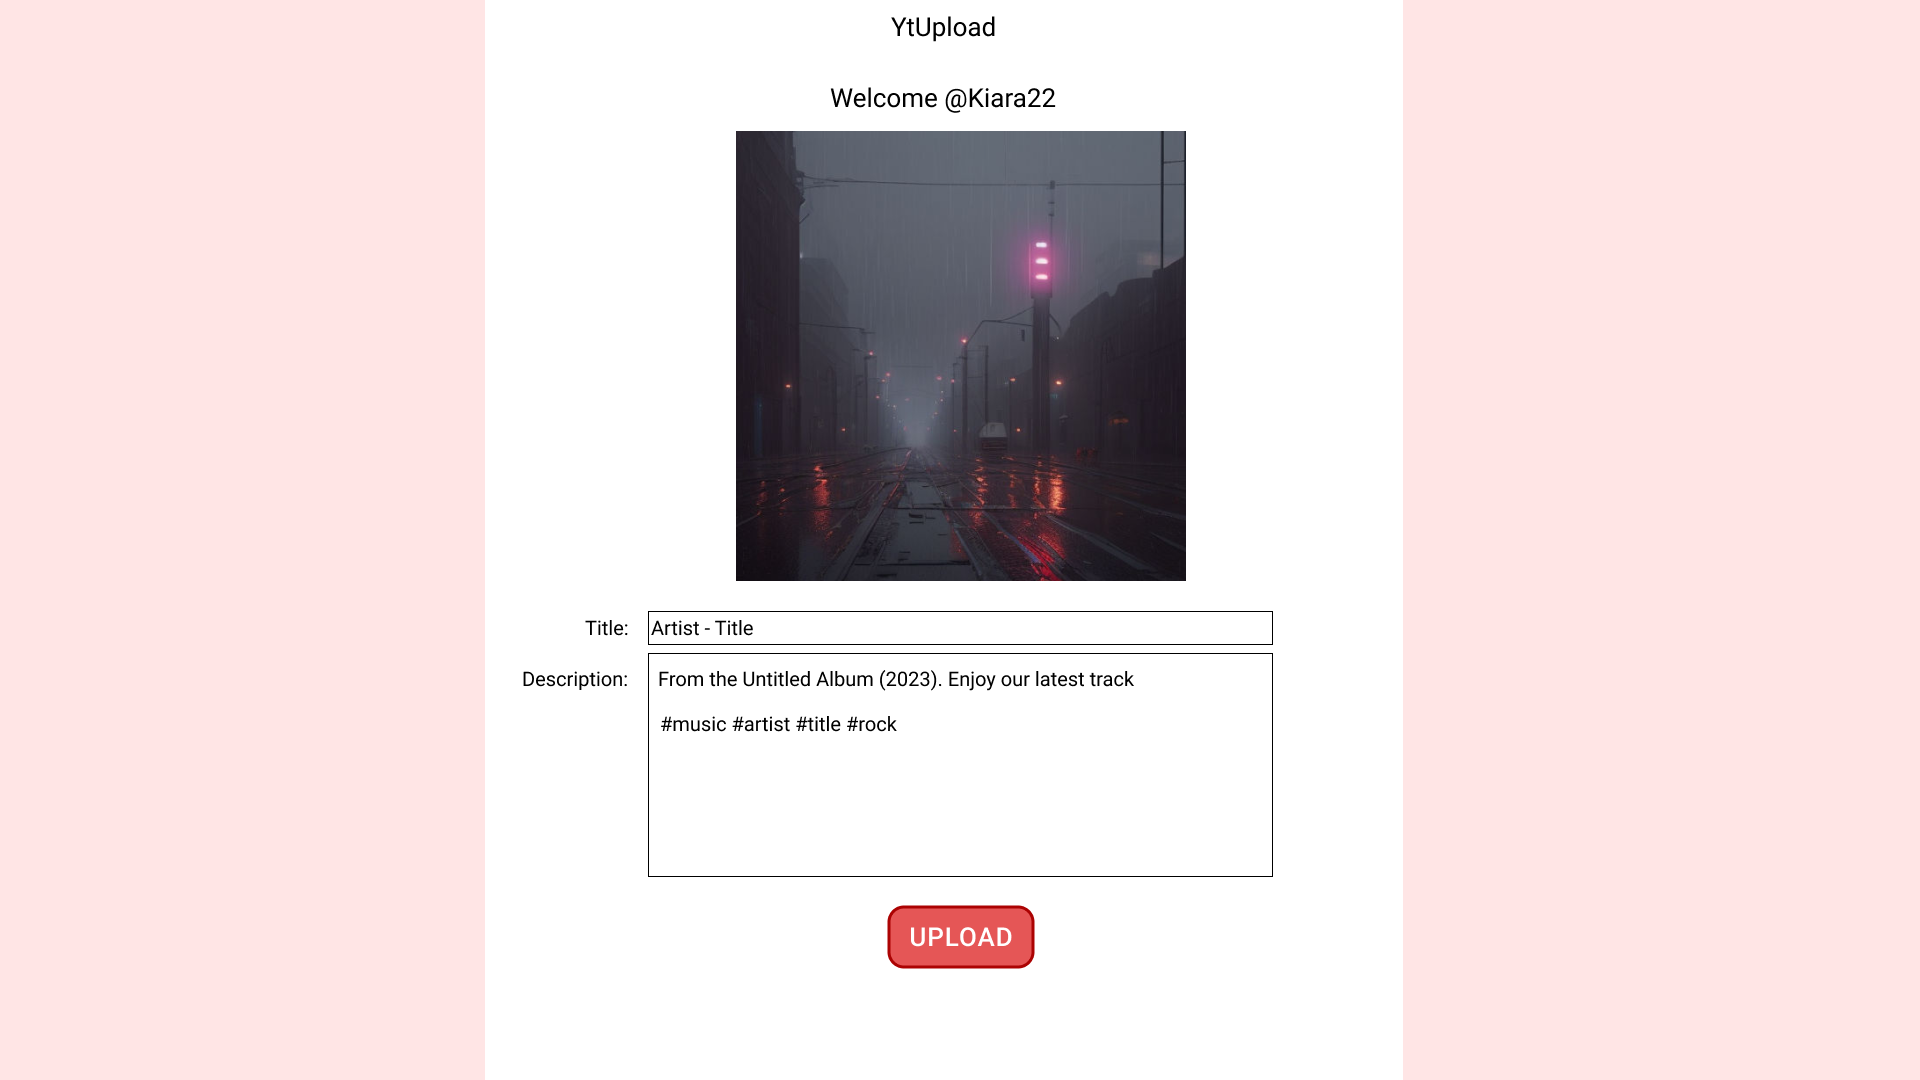 YtUpload
Welcome @Kiara22
Title: Artist - Title
Description: From the Untitled Album (2023). Enjoy our latest track
#music #artist #title #rock
UPLOAD